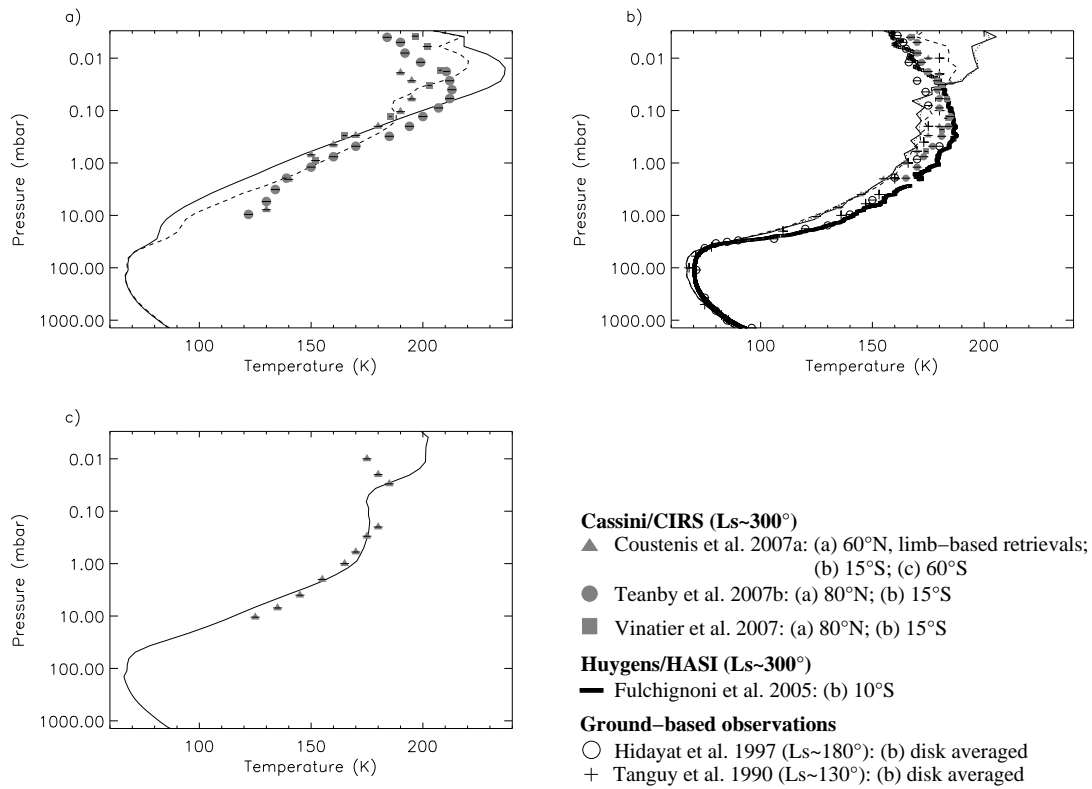 a)
0.01
0.10
1.00
10.00
100.00
1000.00
Pressure (mbar)
100 150 200
Temperature (K)
b)
0.01
0.10
1.00
10.00
100.00
1000.00
Pressure (mbar)
100 150 200
Temperature (K)
c)
0.01
0.10
1.00
10.00
100.00
1000.00
Pressure (mbar)
100 150 200
Temperature (K)
Cassini/CIRS (Ls~300°)
Coustenis et al. 2007a: (a) 60°N, limb−based retrievals;
(b) 15°S; (c) 60°S
Teanby et al. 2007b: (a) 80°N; (b) 15°S
Vinatier et al. 2007: (a) 80°N; (b) 15°S
Huygens/HASI (Ls~300°)
Fulchignoni et al. 2005: (b) 10°S
Ground−based observations
Hidayat et al. 1997 (Ls~180°): (b) disk averaged
Tanguy et al. 1990 (Ls~130°): (b) disk averaged